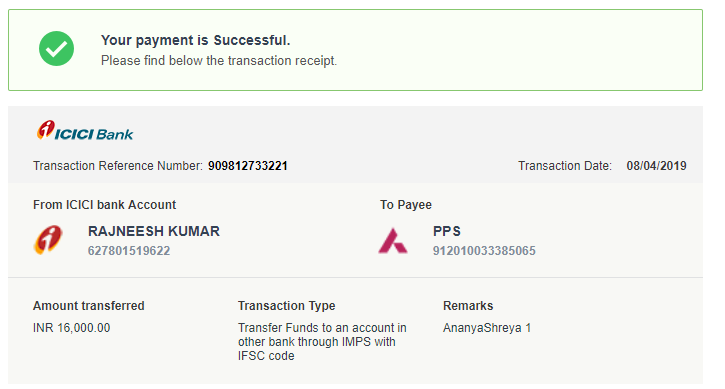 Your payment is Successful.
Please find below the transaction receipt.
ICICI Bank
Transaction Reference Number: 909812733221 Transaction Date: 08/04/2019
From ICICI bank Account To Payee
RAJNEESH KUMAR PPS
627801519622 912010033385065
Amount transferred Transaction Type Remarks
INR 16,000.00 Transfer Funds to an account in AnanyaShreya 1
other bank through IMPS with
IFSC code